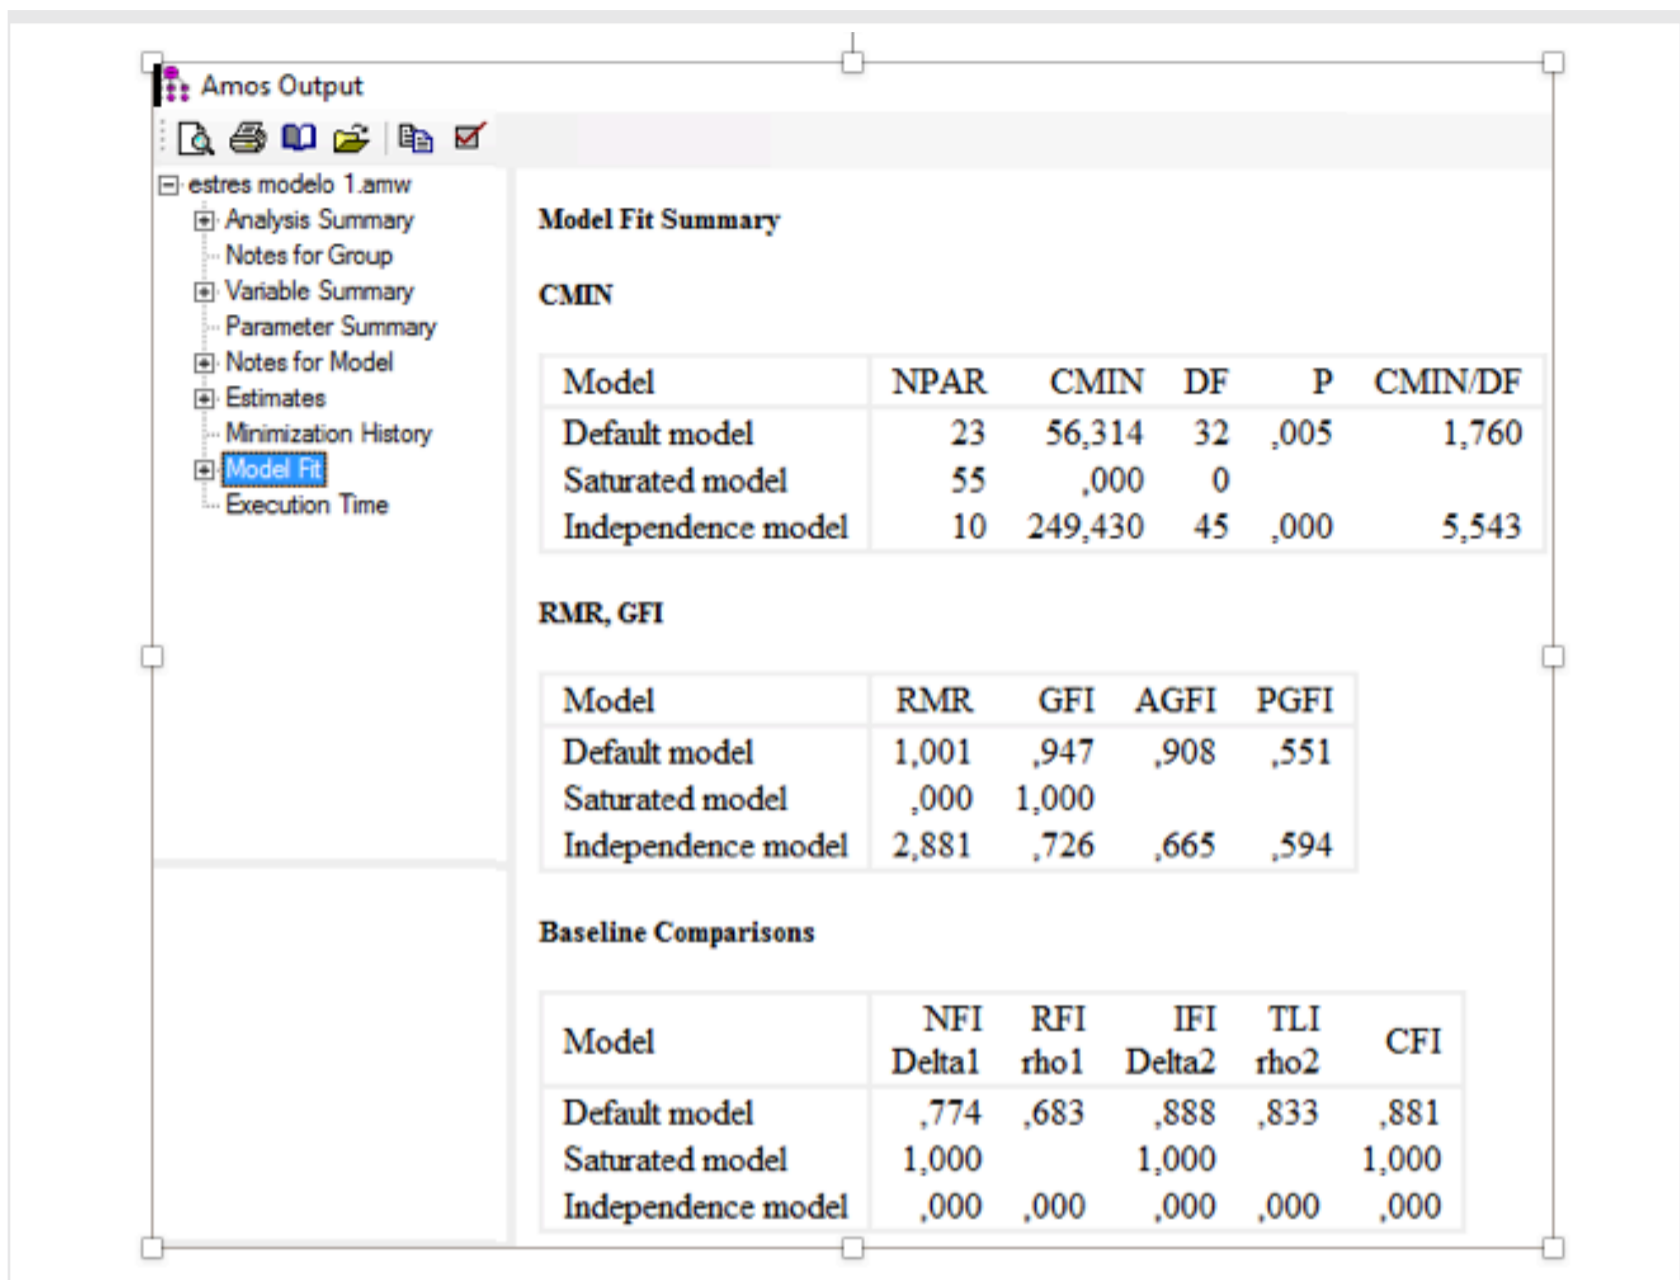 Amos Output
estres modelo 1.amw
Analysis Summary
Notes for Group
Variable Summary
Parameter Summary
Notes for Model
Estimates
Minimization History
Model Fit
Execution Time
Model Fit Summary
CMIN
Model NPAR CMIN DF P CMIN/DF
Default model 23 56,314 32 ,005 1,760
Saturated model 55 ,000 0
Independence model 10 249,430 45 ,000 5,543
RMR, GFI
Model RMR GFI AGFI PGFI
Default model 1,001 ,947 ,908 ,551
Saturated model ,000 1,000
Independence model 2,881 ,726 ,665 ,594
Baseline Comparisons
Model NFI Delta1 RFI rho1 IFI Delta2 TLI rho2 CFI
Default model ,774 ,683 ,888 ,833 ,881
Saturated model 1,000 1,000 1,000
Independence model ,000 ,000 ,000 ,000 ,000